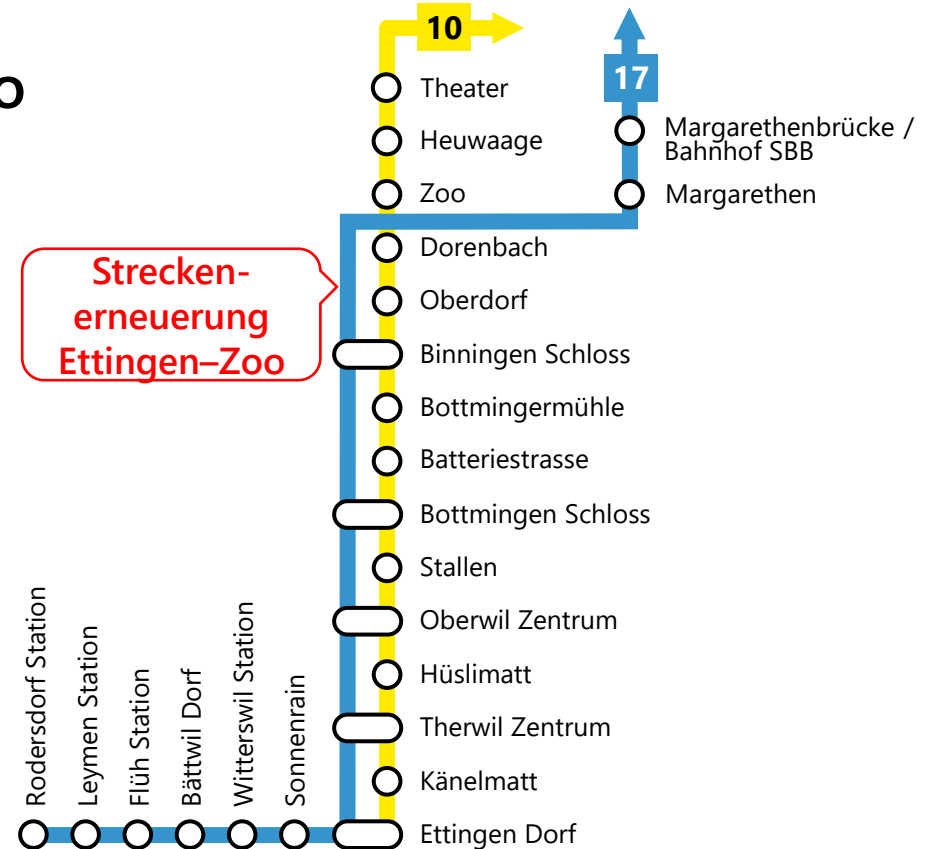 o
10
17
Theater
Heuwaage
Zoo
Margarethenbrücke /
Bahnhof SBB
Margarethen
Dorenbach
Oberdorf
Strecken-
erneuerung
Ettingen–Zoo
Binningen Schloss
Bottmingermühle
Batteriestrasse
Bottmingen Schloss
Stallen
Oberwil Zentrum
Hüslimatt
Therwil Zentrum
Känelmatt
Ettingen Dorf
Rodersdorf Station
Leymen Station
Flüh Station
Bättwil Dorf
Witterswil Station
Sonnenrain